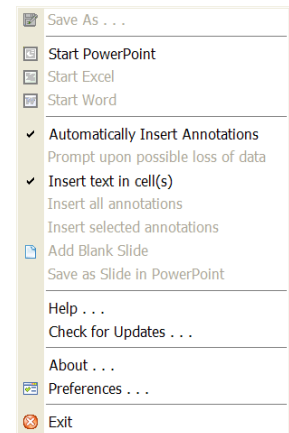 Save As . . .
Start PowerPoint
Start Excel
Start Word
Automatically Insert Annotations
Prompt upon possible loss of data
Insert text in cell(s)
Insert all annotations
Insert selected annotations
Add Blank Slide
Save as Slide in PowerPoint
Help . . .
Check for Updates . . .
About . . .
Preferences . . .
Exit